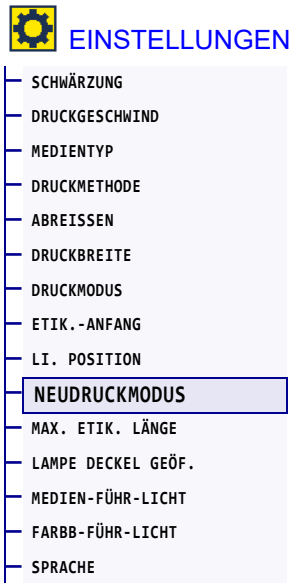 EINSTELLUNGEN
SCHWÄRZUNG
DRUCKGESCHWIND
MEDIENTYP
DRUCKMETHODE
ABREISSEN
DRUCKBREITE
DRUCKMODUS
ETIK.-ANFANG
LI. POSITION
NEUDRUCKMODUS
MAX. ETIK. LÄNGE
LAMPE DECKEL GEÖF.
MEDIEN-FÜHR-LICHT
FARBB-FÜHR-LICHT
SPRACHE